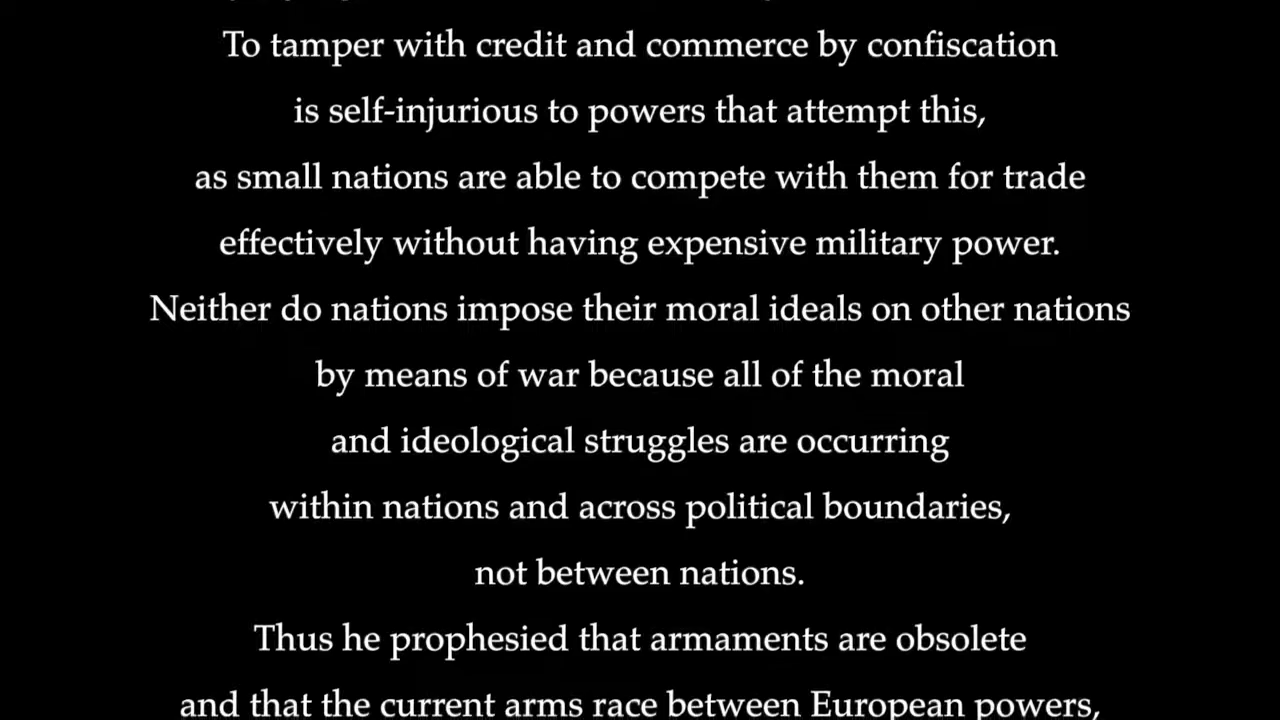 To tamper with credit and commerce by confiscation
is self-injurious to powers that attempt this,
as small nations are able to compete with them for trade
effectively without having expensive military power.
Neither do nations impose their moral ideals on other nations
by means of war because all of the moral
and ideological struggles are occurring
within nations and across political boundaries,
not between nations.
Thus he prophesied that armaments are obsolete
and that the current arms race between European powers,